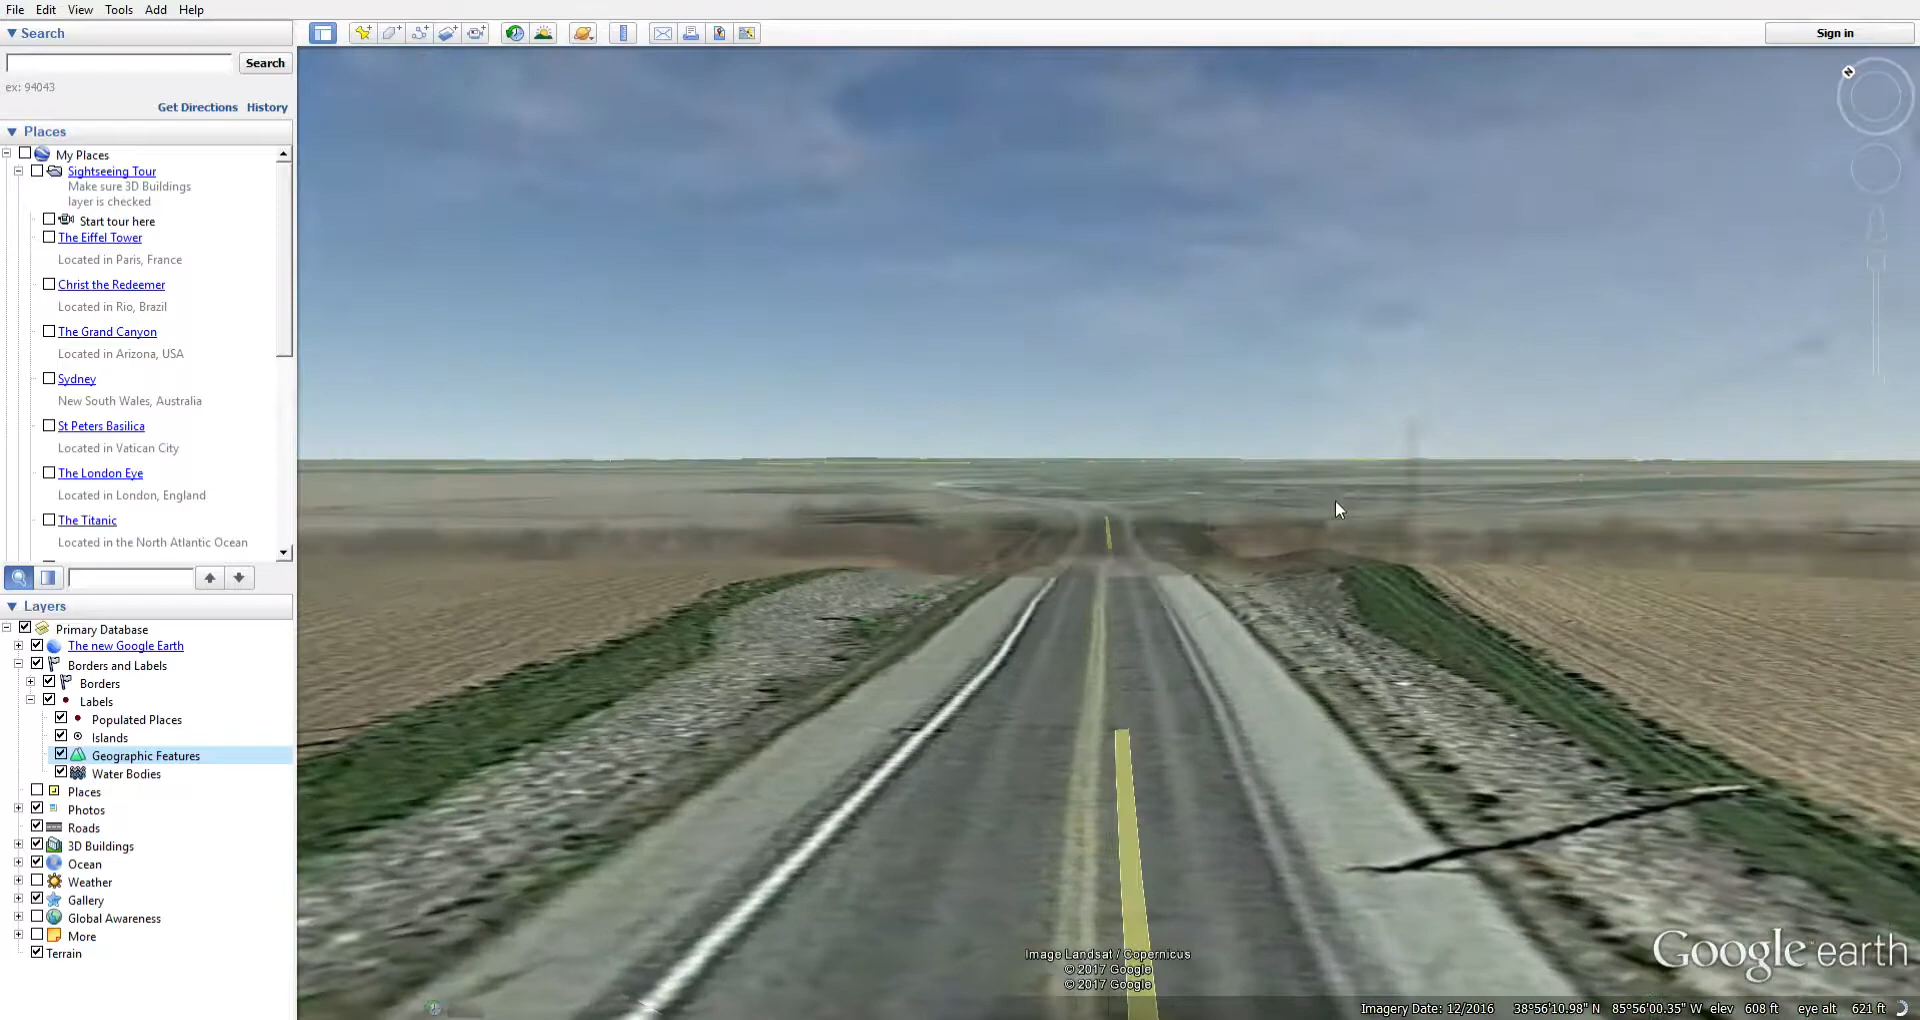 File Edit View Tools Add Help
Search
Search
ex: 94043
Get Directions History
Places
My Places
Sightseeing Tour
Make sure 3D Buildings
layer is checked
Start tour here
The Eiffel Tower
Located in Paris, France
Christ the Redeemer
Located in Rio, Brazil
The Grand Canyon
Located in Arizona, USA
Sydney
New South Wales, Australia
St Peters Basilica
Located in Vatican City
The London Eye
Located in London, England
The Titanic
Located in the North Atlantic Ocean
Layers
Primary Database
The new Google Earth
Borders and Labels
Borders
Labels
Populated Places
Islands
Geographic Features
Water Bodies
Places
Photos
Roads
3D Buildings
Ocean
Weather
Gallery
Global Awareness
More
Terrain
Sign in
N
Image Landsat / Copernicus
© 2017 Google
© 2017 Google
Google earth
Imagery Date: 12/2016 38°56'10.98" N 85°56'00.35" W elev 608 ft eye alt 621 ft